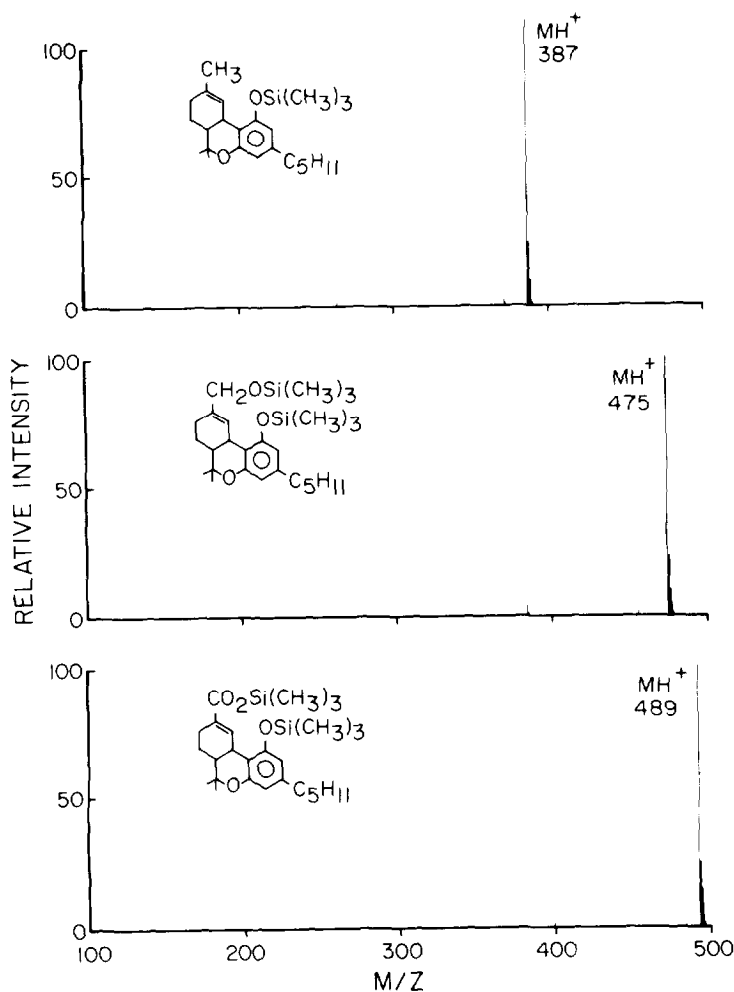 100
50
0
MH+
387
CH3
OSi(CH3)3
O
C5H11
100
50
0
MH+
475
CH2OSi(CH3)3
OSi(CH3)3
O
C5H11
100
50
0
MH+
489
CO2Si(CH3)3
OSi(CH3)3
O
C5H11
100
200
300
400
500
M/Z
RELATIVE INTENSITY